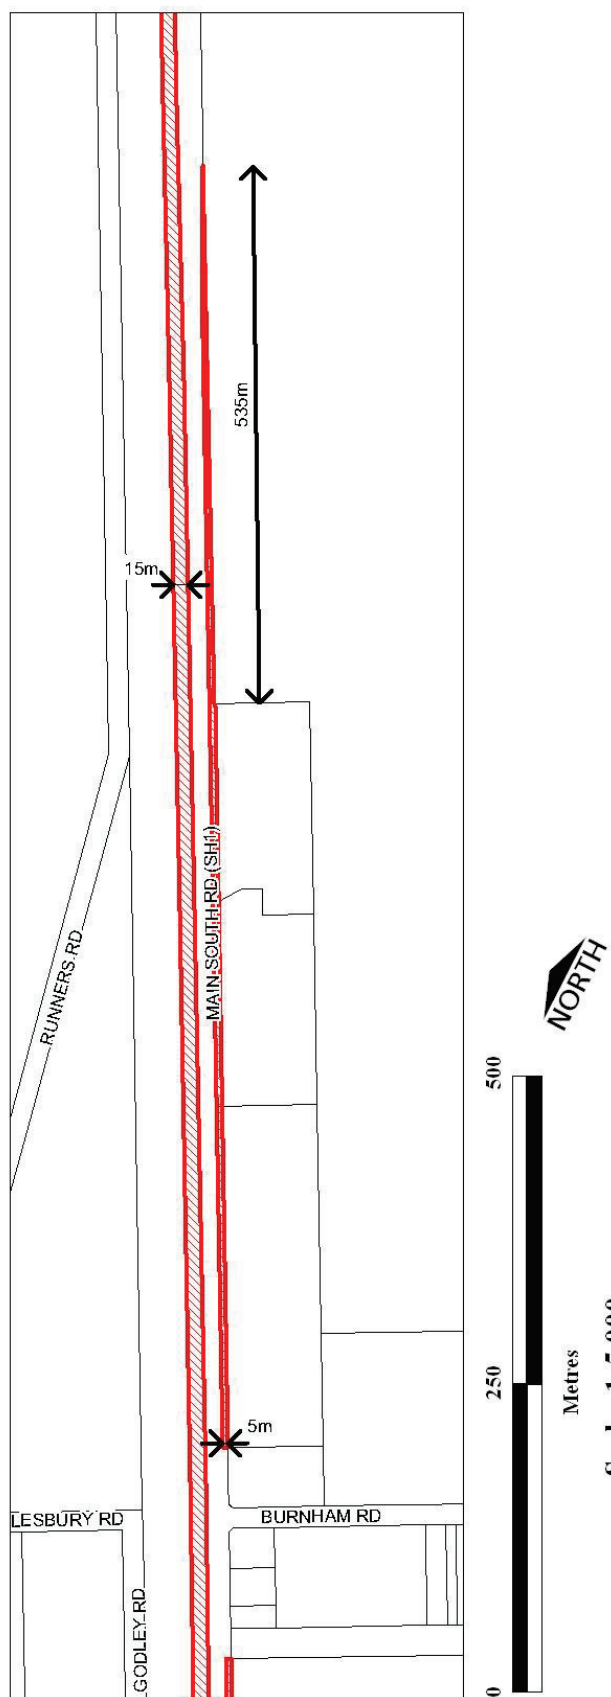 535m
15m
MAIN SOUTH RD (SH1)
RUNNERS RD
NORTH
500
250
Metres
5m
LESBURY RD
BURNHAM RD
GODLEY RD
0